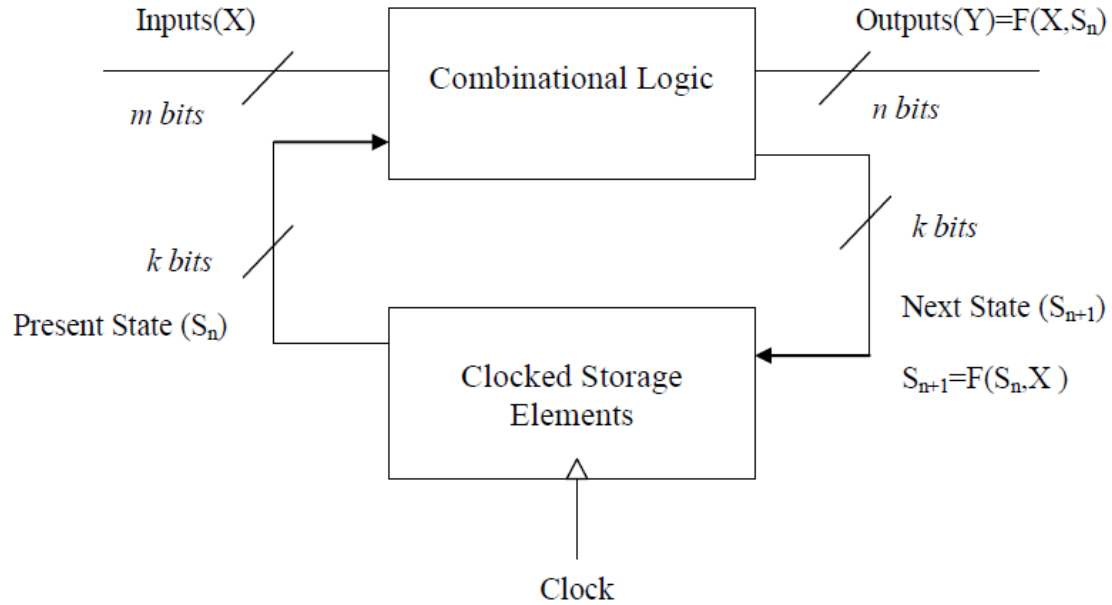 Inputs(X)
Outputs(Y)=F(X,Sn)
Combinational Logic
m bits
n bits
k bits
k bits
Present State (Sn)
Next State (Sn+1)
Clocked Storage
Elements
Sn+1=F(Sn,X )
Clock